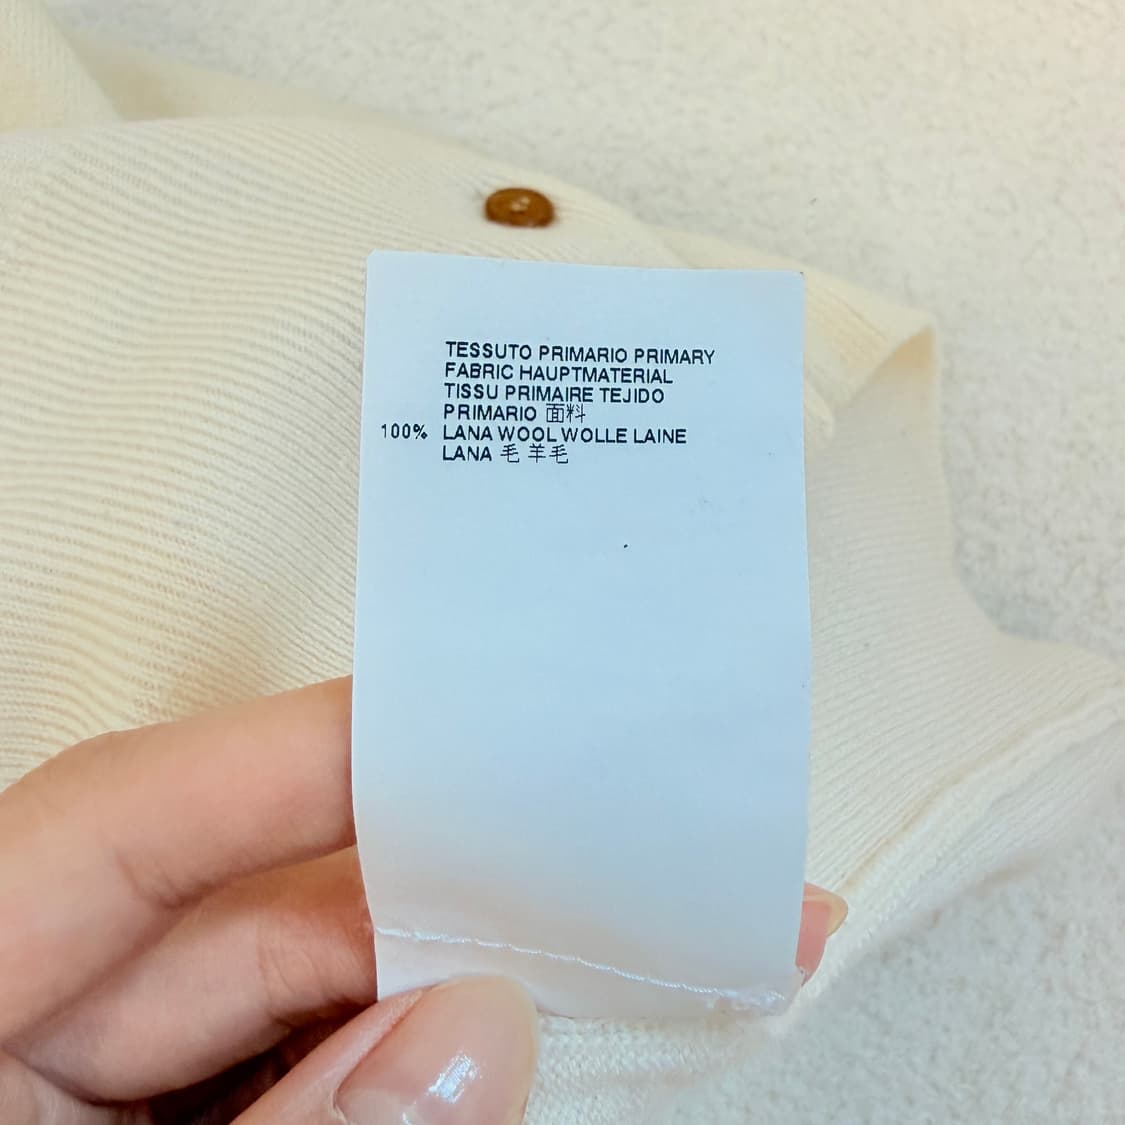 TESSUTO PRIMARIO PRIMARY
FABRIC HAUPTMATERIAL
TISSU PRIMAIRE TEJIDO
PRIMARIO 面料
100% LANA WOOL WOLLE LAINE
LANA 毛 羊毛